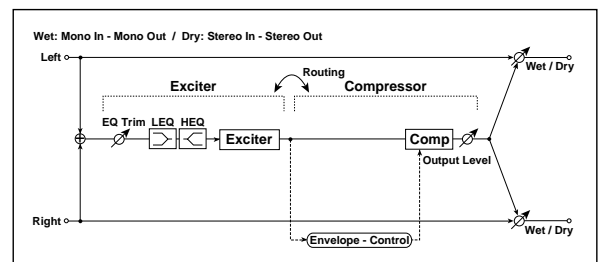 Wet: Mono In - Mono Out / Dry: Stereo In - Stereo Out
Left
Wet / Dry
Routing
Exciter
Compressor
EQ Trim
LEQ
HEQ
Exciter
Comp
Output Level
Right
Wet / Dry
Envelope - Control